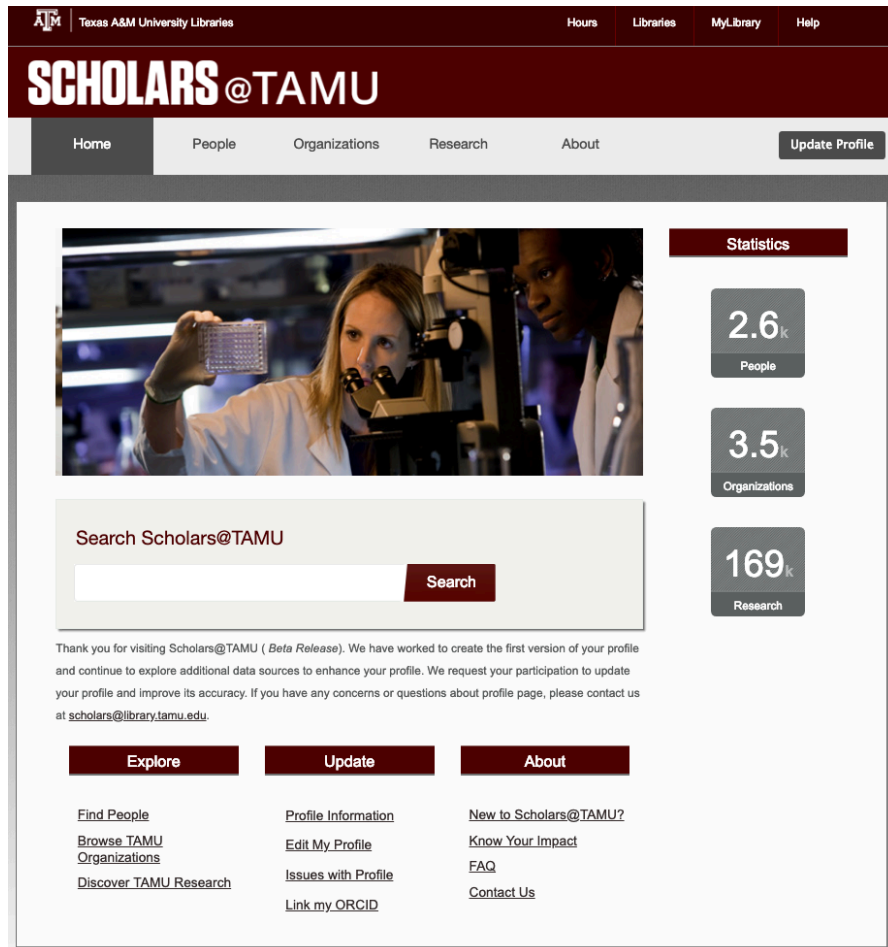 ATM Texas A&M University Libraries
Hours Libraries MyLibrary Help
SCHOLARS @TAMU
Home People Organizations Research About Update Profile
Statistics
2.6k
People
3.5k
Organizations
169k
Research
Search Scholars@TAMU
Search
Thank you for visiting Scholars@TAMU ( Beta Release). We have worked to create the first version of your profile
and continue to explore additional data sources to enhance your profile. We request your participation to update
your profile and improve its accuracy. If you have any concerns or questions about profile page, please contact us
at scholars@library.tamu.edu.
Explore
Find People
Browse TAMU
Organizations
Discover TAMU Research
Update
Profile Information
Edit My Profile
Issues with Profile
Link my ORCID
About
New to Scholars@TAMU?
Know Your Impact
FAQ
Contact Us